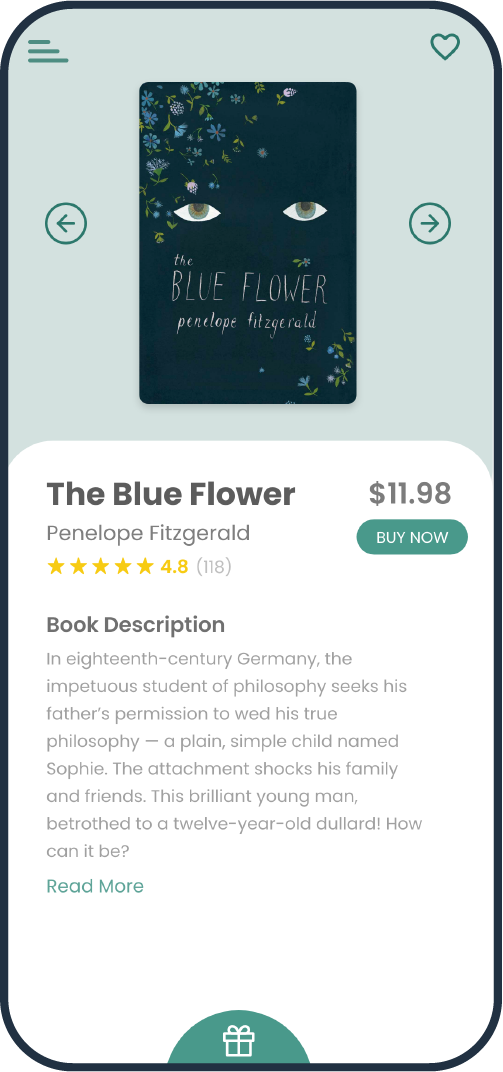 the
BLUE FLOWER
penelope fitzgerald
The Blue Flower
$11.98
Penelope Fitzgerald
BUY NOW
4.8 (118)
Book Description
In eighteenth-century Germany, the
impetuous student of philosophy seeks his
father’s permission to wed his true
philosophy — a plain, simple child named
Sophie. The attachment shocks his family
and friends. This brilliant young man,
betrothed to a twelve-year-old dullard! How
can it be?
Read More